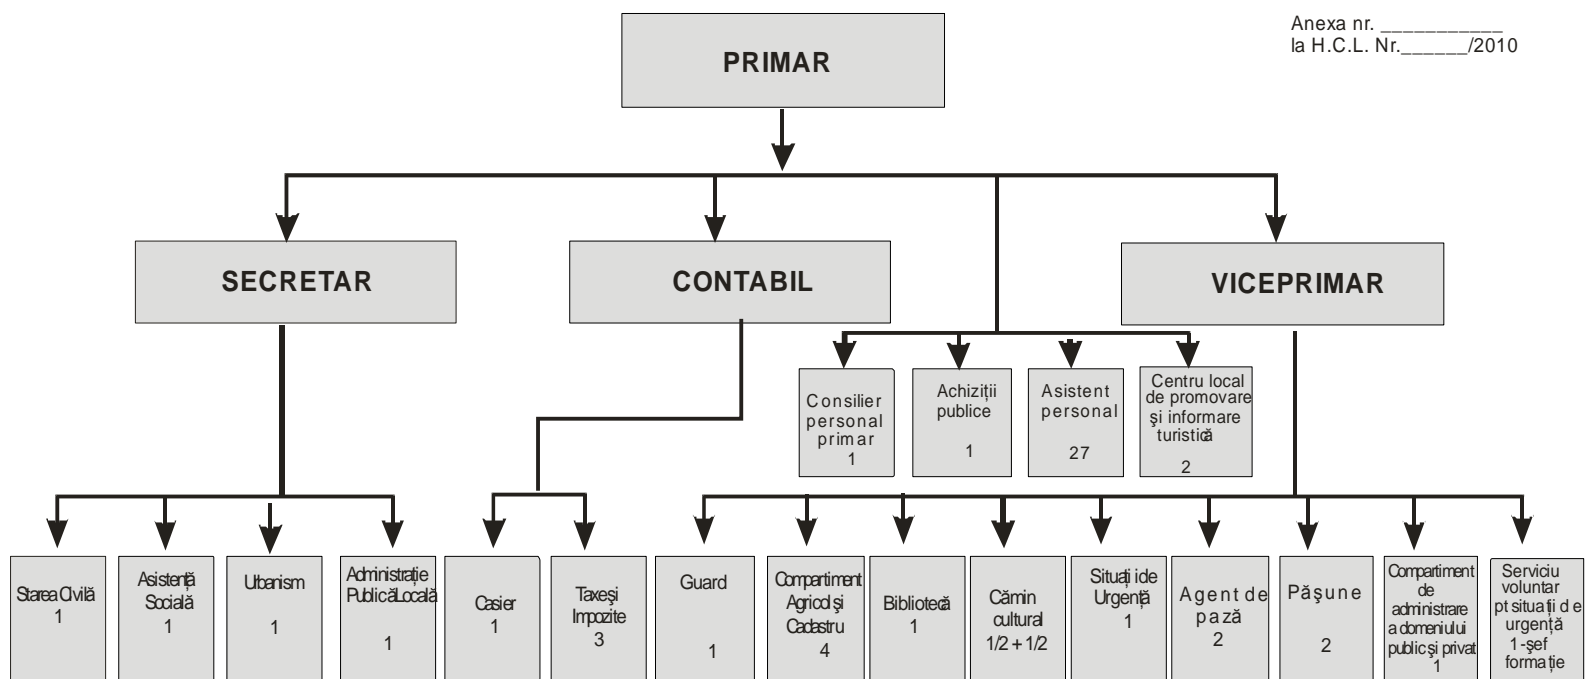 Anexa nr. ___________
la H.C.L. Nr.______/2010
PRIMAR
SECRETAR
CONTABIL
VICEPRIMAR
Consilier
personal
primar
1
Achiziții
publice
1
Asistent
personal
27
Centru local
de promovare
și informare
turistică
2
Starea Civilă
1
Asistență
Socială
1
Urbanism
1
Administrație
Publică Locală
1
Casier
1
Taxe și
Impozite
3
Guard
1
Compartiment
Agricol și
Cadastru
4
Bibliotecă
1
Cămin
cultural
1/2 + 1/2
Situații de
Urgență
1
Agent de
pază
2
Pășune
2
Compartiment
de
administrare
a domeniului
public și privat
1
Serviciu
voluntar
pt situații de
urgență
1 -șef
formație